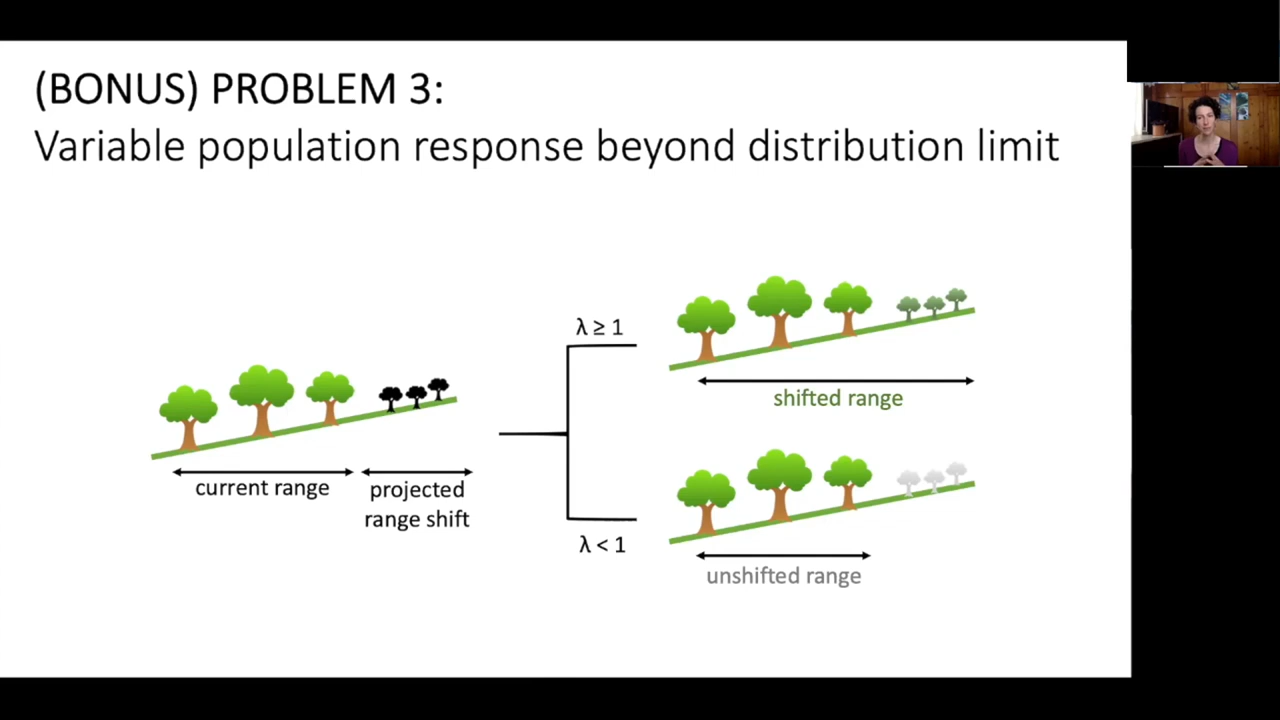 (BONUS) PROBLEM 3:
Variable population response beyond distribution limit
λ ≥ 1
shifted range
current range
projected
range shift
λ < 1
unshifted range